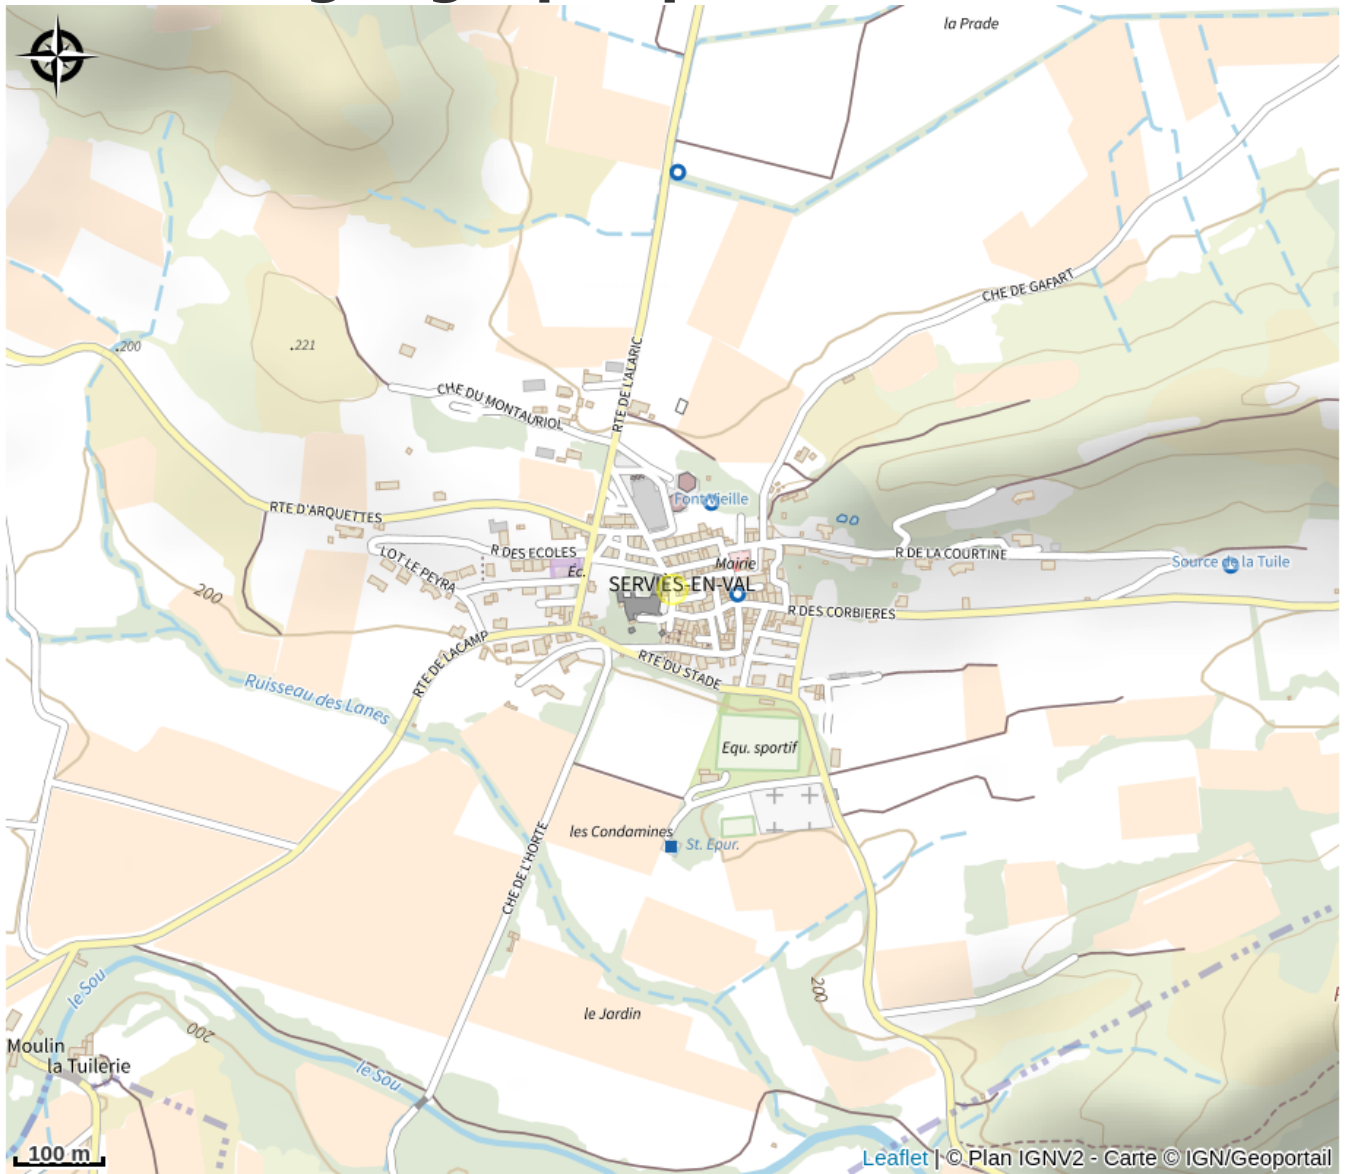 la Prade
CHE DE GAFART
.200
.221
RTE DE L'ALARIC
CHE DU MONTAURIOL
Font Vieille
RTE D'ARQUETTES
R DES ECOLES
R DE LA COURTINE
LOT LE PEYRA
Éc.
Mairie
Source de la Tuile
SERVIES-EN-VAL
200
R DES CORBIERES
RTE DE LACAMP
RTE DU STADE
Ruisseau des Lanes
Equ. sportif
les Condamines
St. Epur.
CHE DE L'HORTE
le Sou
200
le Jardin
200
Moulin
la Tuilerie
le Sou
100 m
Leaflet | © Plan IGNV2 - Carte © IGN/Geoportail